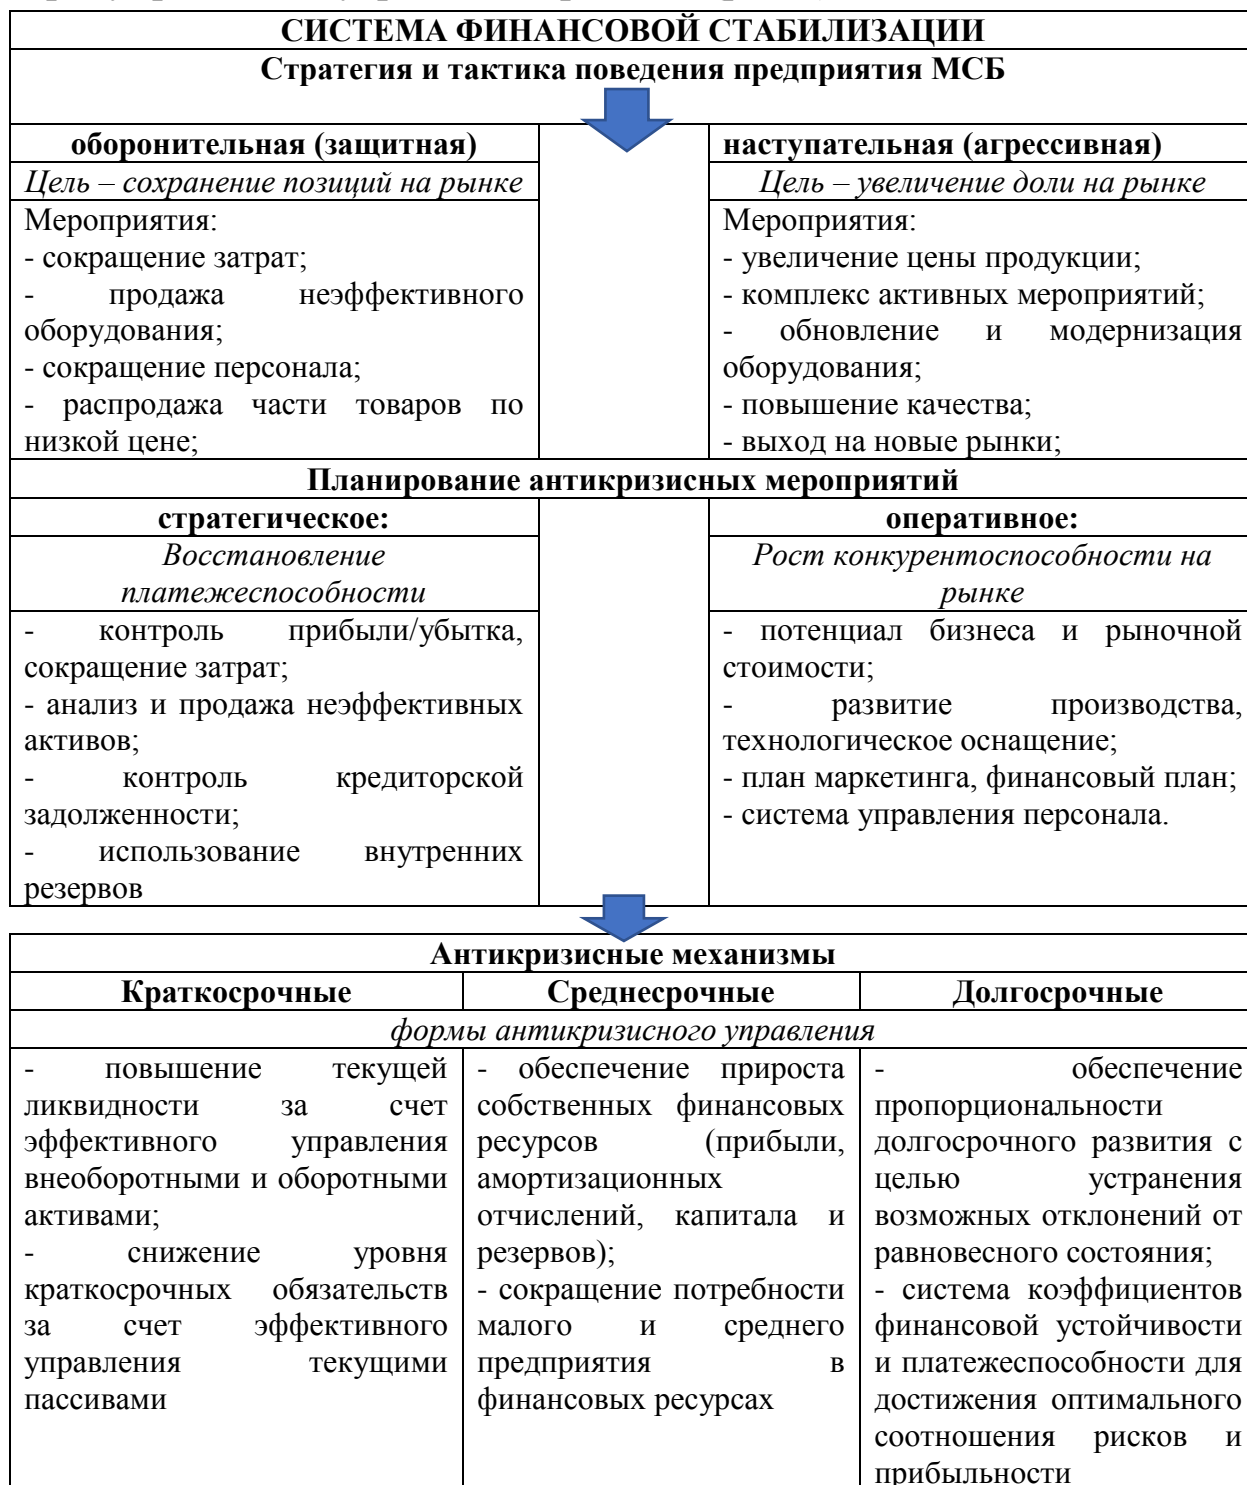 СИСТЕМА ФИНАНСОВОЙ СТАБИЛИЗАЦИИ
Стратегия и тактика поведения предприятия МСБ
оборонительная (защитная)
Цель – сохранение позиций на рынке
Мероприятия:
- сокращение затрат;
- продажа неэффективного
оборудования;
- сокращение персонала;
- распродажа части товаров по
низкой цене;
наступательная (агрессивная)
Цель – увеличение доли на рынке
Мероприятия:
- увеличение цены продукции;
- комплекс активных мероприятий;
- обновление и модернизация
оборудования;
- повышение качества;
- выход на новые рынки;
Планирование антикризисных мероприятий
стратегическое:
Восстановление
платежеспособности
- контроль прибыли/убытка,
сокращение затрат;
- анализ и продажа неэффективных
активов;
- контроль кредиторской
задолженности;
- использование внутренних
резервов
оперативное:
Рост конкурентоспособности на
рынке
- потенциал бизнеса и рыночной
стоимости;
- развитие производства,
технологическое оснащение;
- план маркетинга, финансовый план;
- система управления персонала.
Антикризисные механизмы
Краткосрочные
Среднесрочные
Долгосрочные
формы антикризисного управления
- повышение текущей
ликвидности за счет
эффективного управления
внеоборотными и оборотными
активами;
- снижение уровня
краткосрочных обязательств
за счет эффективного
управления текущими
пассивами
- обеспечение прироста
собственных финансовых
ресурсов (прибыли,
амортизационных
отчислений, капитала и
резервов);
- сокращение потребности
малого и среднего
предприятия в
финансовых ресурсах
- обеспечение
пропорциональности
долгосрочного развития с
целью устранения
возможных отклонений от
равновесного состояния;
- система коэффициентов
финансовой устойчивости
и платежеспособности для
достижения оптимального
соотношения рисков и
прибыльности